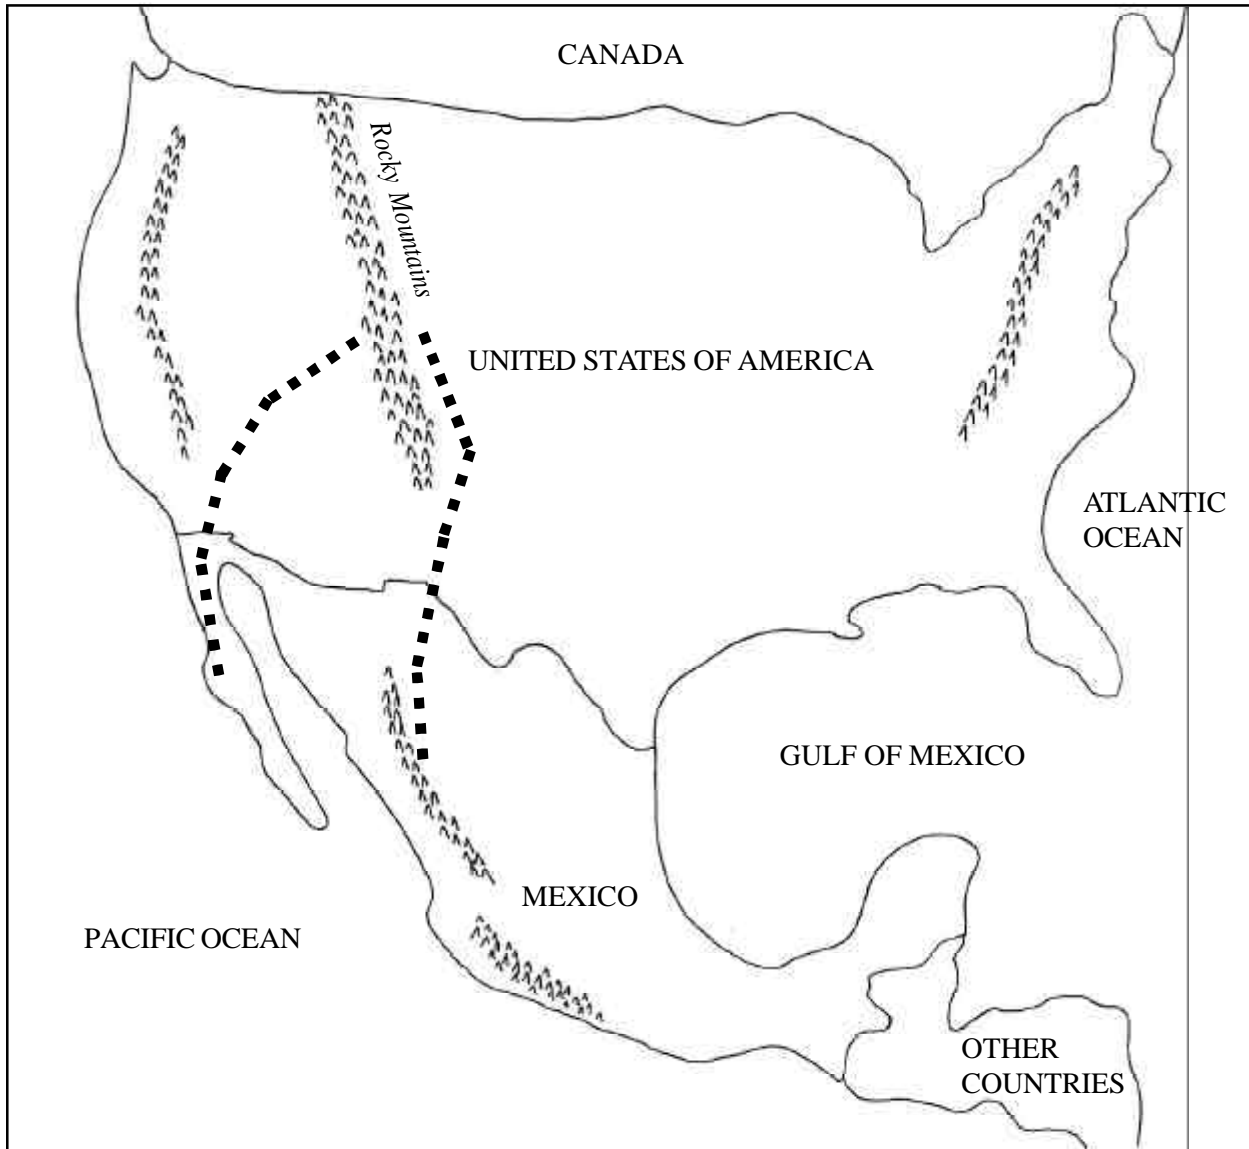 CANADA
Rocky Mountains
UNITED STATES OF AMERICA
ATLANTIC
OCEAN
GULF OF MEXICO
MEXICO
PACIFIC OCEAN
OTHER
COUNTRIES